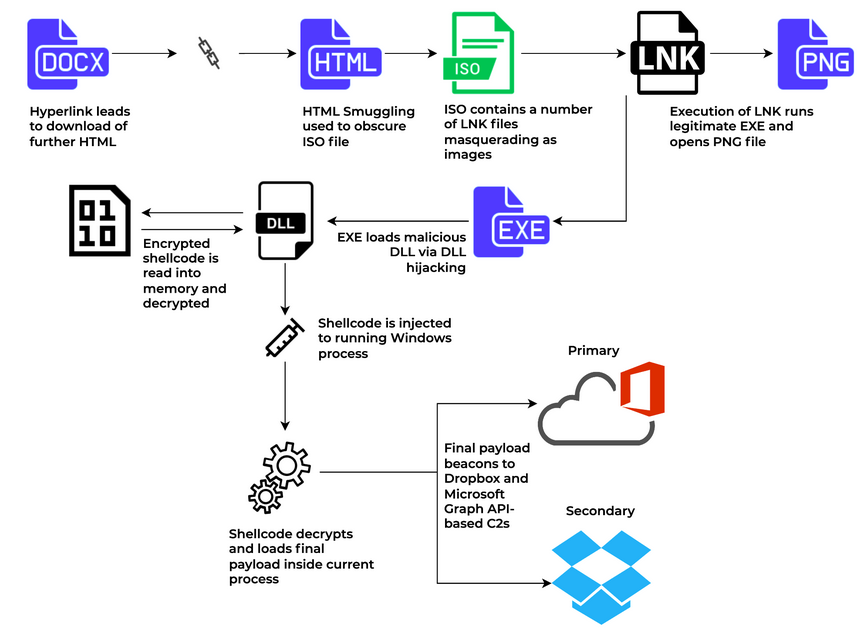 DOCX
HTML
ISO
LNK
PNG
Hyperlink leads
to download of
further HTML
HTML Smuggling
used to obscure
ISO file
ISO contains a number
of LNK files
masquerading as
images
Execution of LNK runs
legitimate EXE and
opens PNG file
01
10
DLL
EXE
Encrypted
shellcode is
read into
memory and
decrypted
EXE loads malicious
DLL via DLL
hijacking
Shellcode is injected
to running Windows
process
Primary
Final payload
beacons to
Dropbox and
Microsoft
Graph API-
based C2s
Secondary
Shellcode decrypts
and loads final
payload inside current
process